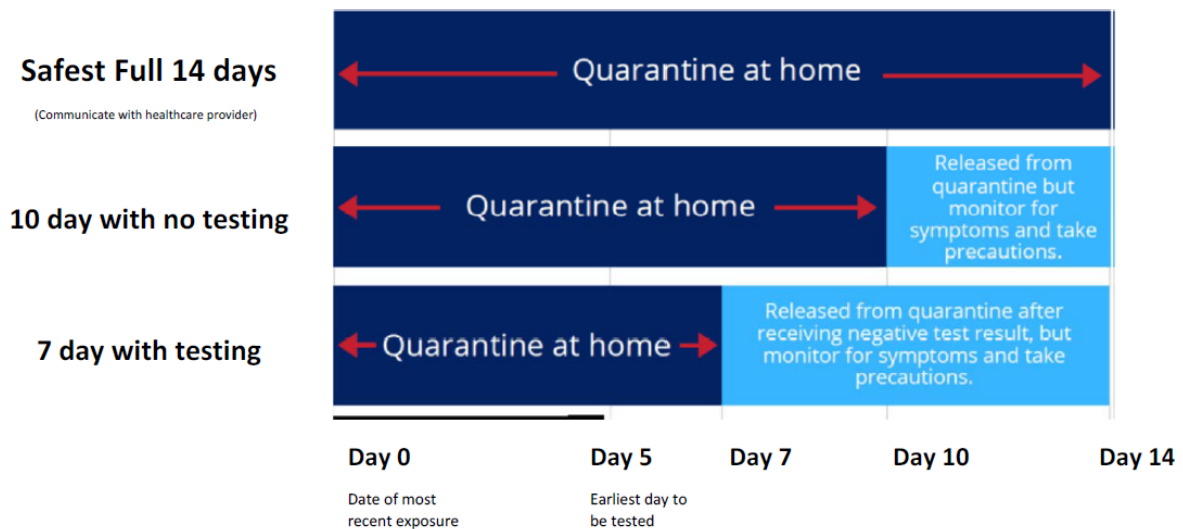 Safest Full 14 days
(Communicate with healthcare provider)
Quarantine at home
10 day with no testing
Quarantine at home
Released from
quarantine but
monitor for
symptoms and take
precautions.
7 day with testing
Quarantine at home
Released from quarantine after
receiving negative test result, but
monitor for symptoms and take
precautions.
Day 0
Date of most
recent exposure
Day 5
Earliest day to
be tested
Day 7
Day 10
Day 14